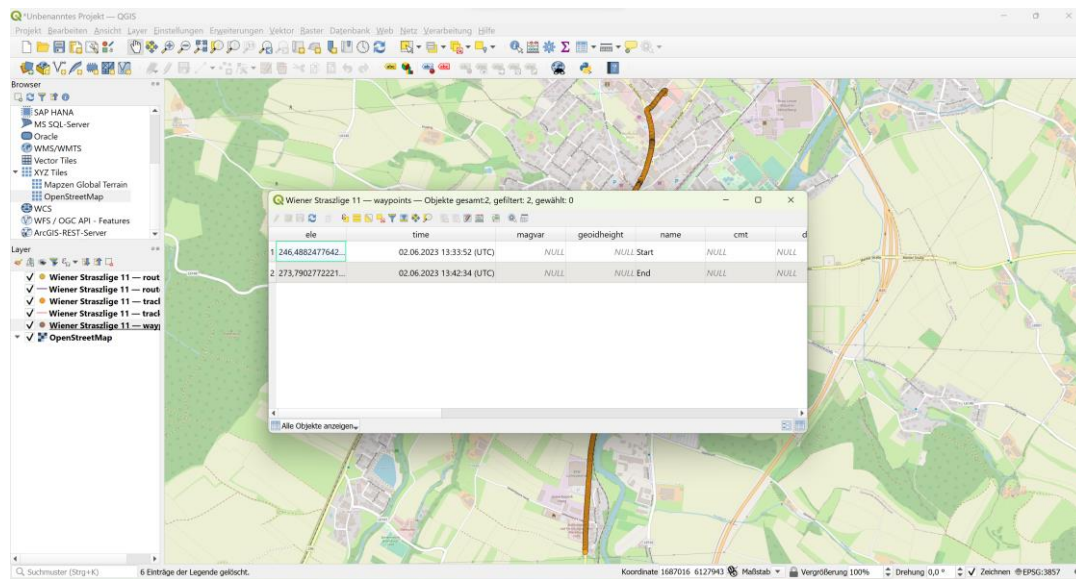 *Unbenanntes Projekt — QGIS
Projekt Bearbeiten Ansicht Layer Einstellungen Erweiterungen Vektor Raster Datenbank Web Netz Verarbeitung Hilfe
Browser
SAP HANA
MS SQL-Server
Oracle
WMS/WMTS
Vector Tiles
XYZ Tiles
Mapzen Global Terrain
OpenStreetMap
WCS
WFS / OGC API - Features
ArcGIS-REST-Server
Layer
Wiener Straszlige 11 — rout
Wiener Straszlige 11 — rout
Wiener Straszlige 11 — track
Wiener Straszlige 11 — track
Wiener Straszlige 11 — wayp
OpenStreetMap
Wiener Straszlige 11 — waypoints — Objekte gesamt:2, gefiltert: 2, gewählt: 0
ele time magvar geoidheight name cmt d
1 246,4882477642... 02.06.2023 13:33:52 (UTC) NULL NULL Start NULL NULL
2 273,7902772221... 02.06.2023 13:42:34 (UTC) NULL NULL End NULL NULL
Alle Objekte anzeigen
Suchmuster (Strg+K) 6 Einträge der Legende gelöscht. Koordinate 1687016 6127943 Maßstab Vergrößerung 100% Drehung 0,0 ° Zeichnen EPSG:3857